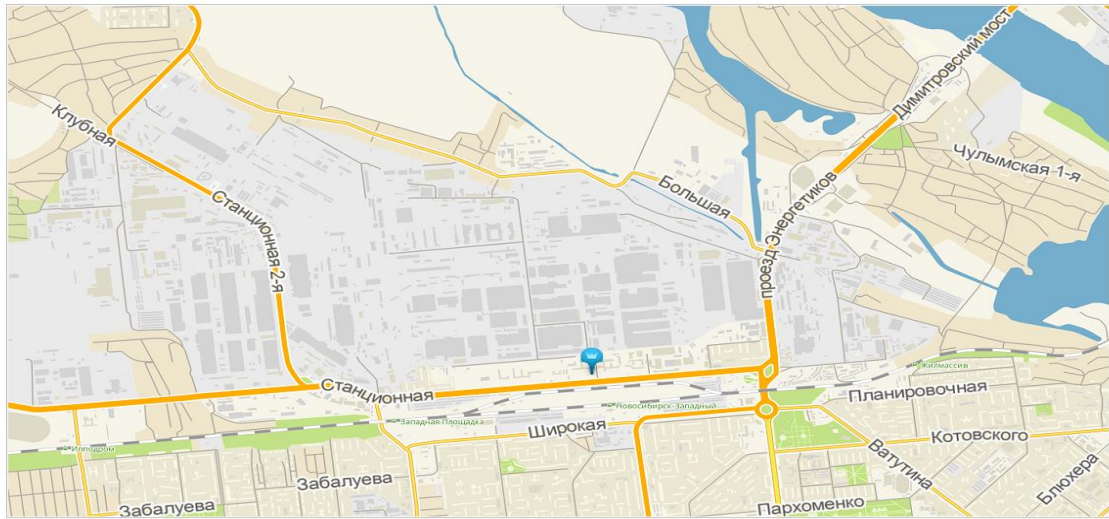 Димитровский мост
Клубная
Чулымская 1-я
Большая
Станционная 2-я
проезд Энергетиков
Жилмассив
Станционная
Планировочная
Новосибирск-Западный
Западная Площадка
Широкая
Котовского
Ипподром
Ватутина
Забалуева
Блюхера
Забалуева
Пархоменко